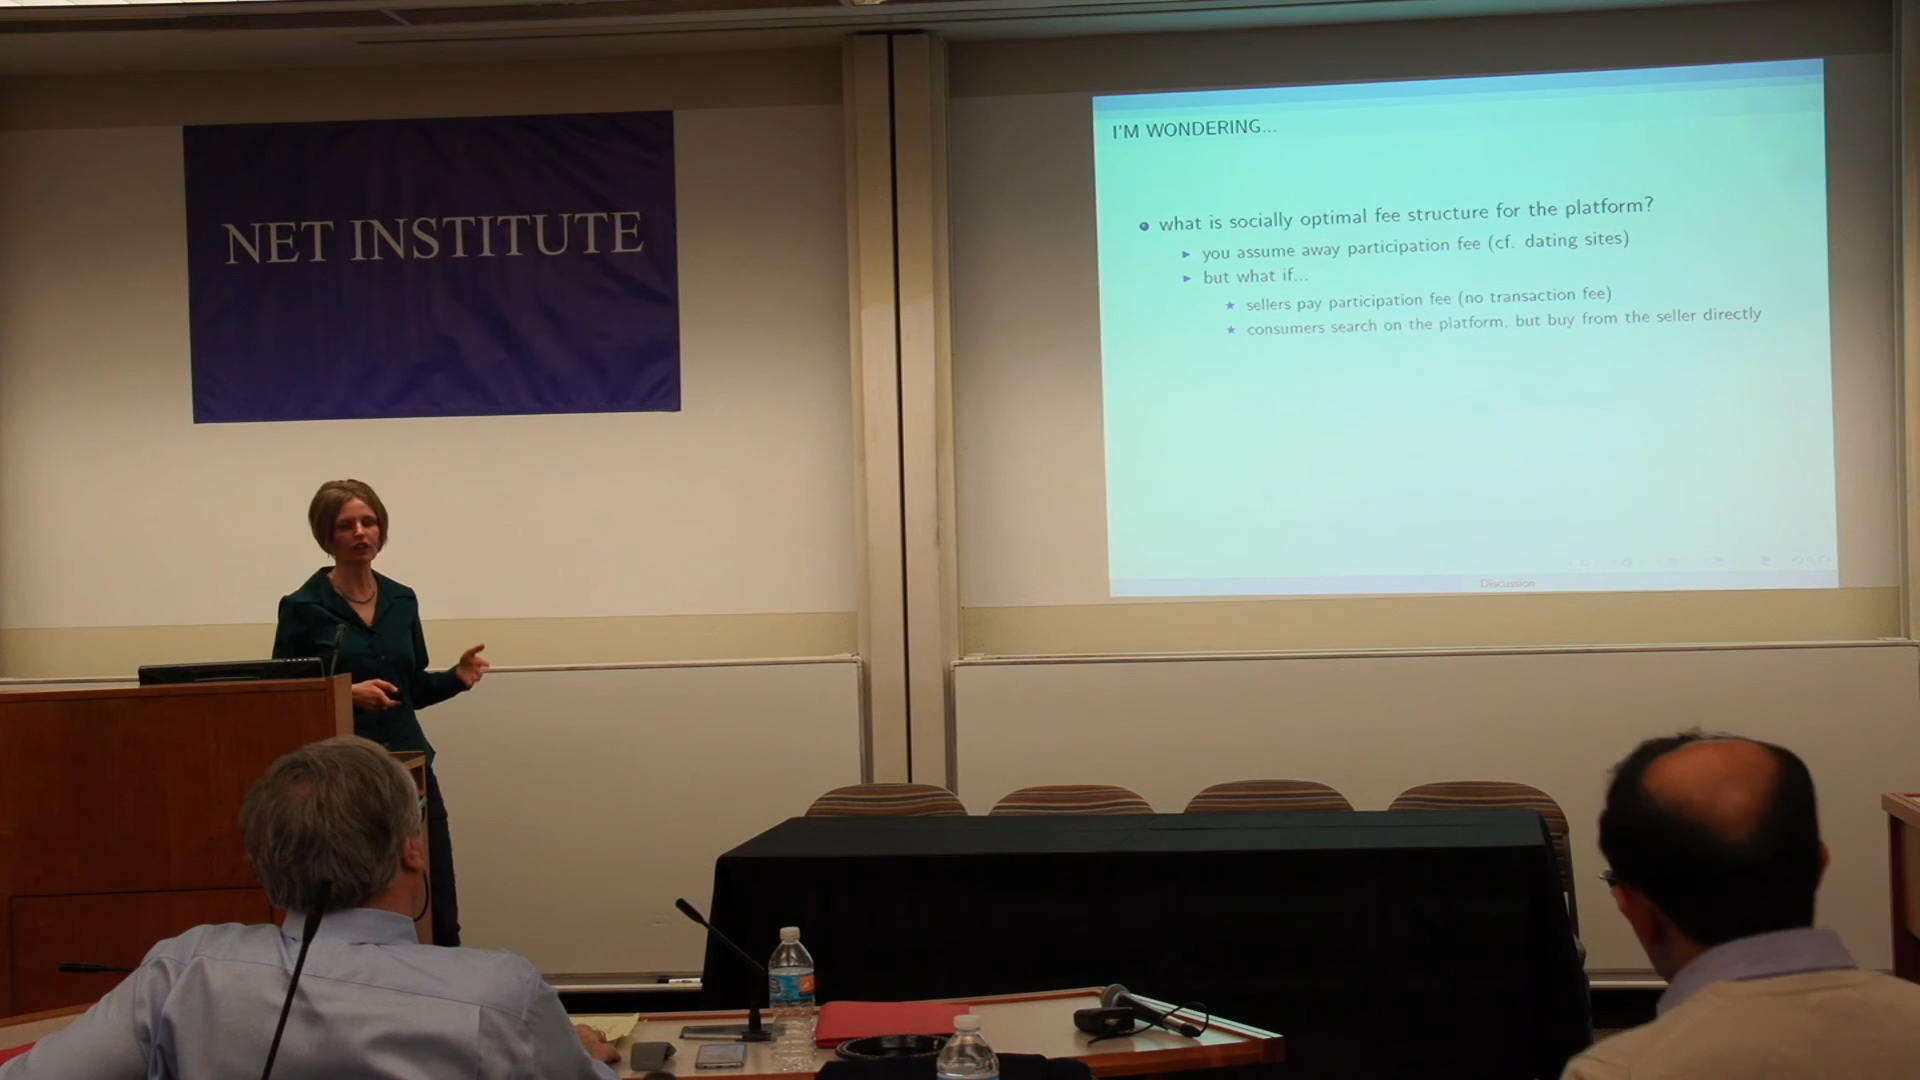 NET INSTITUTE
I'M WONDERING...
what is socially optimal fee structure for the platform?
you assume away participation fee (cf. dating sites)
but what if...
sellers pay participation fee (no transaction fee)
consumers search on the platform, but buy from the seller directly
Discussion